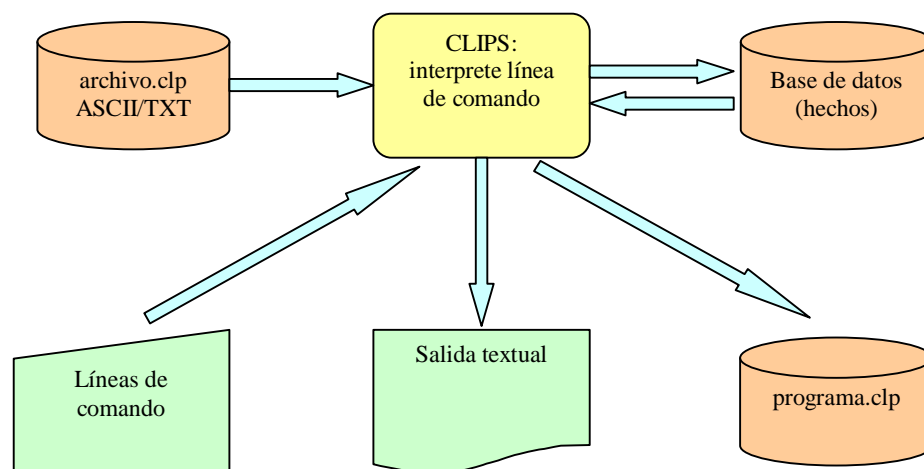 archivo.clp
ASCII/TXT
CLIPS:
interprete línea
de comando
Base de datos
(hechos)
Líneas de
comando
Salida textual
programa.clp